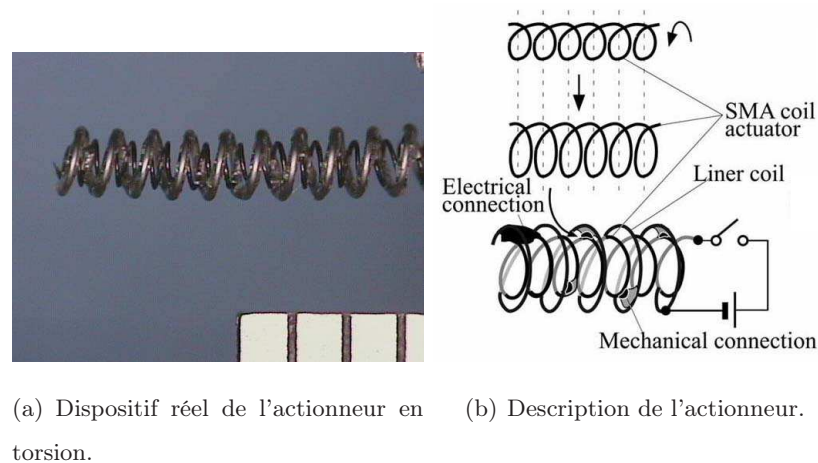 SMA coil
actuator
Liner coil
Electrical
connection
Mechanical connection
(a) Dispositif réel de l'actionneur en
torsion.
(b) Description de l'actionneur.